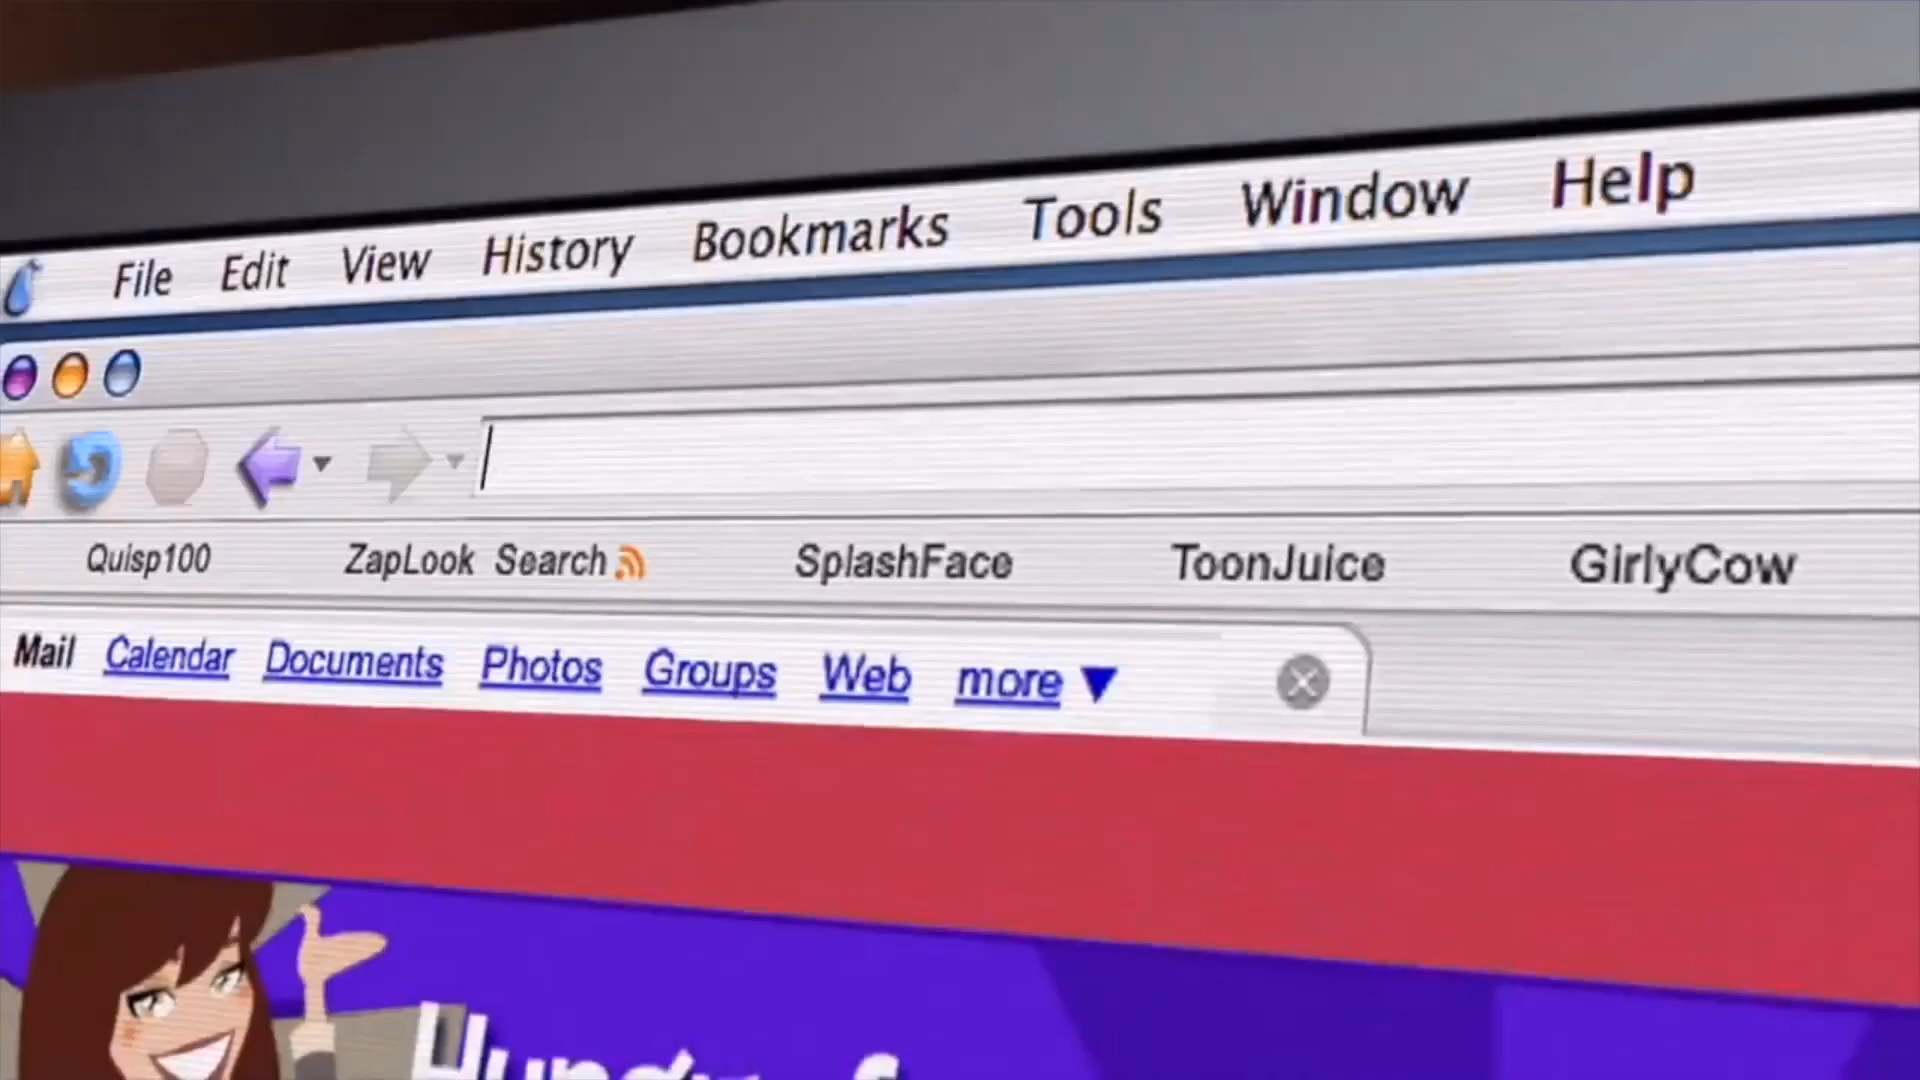 File Edit View History Bookmarks Tools Window Help
Quisp100 ZapLook Search SplashFace ToonJuice GirlyCow
Mail Calendar Documents Photos Groups Web more